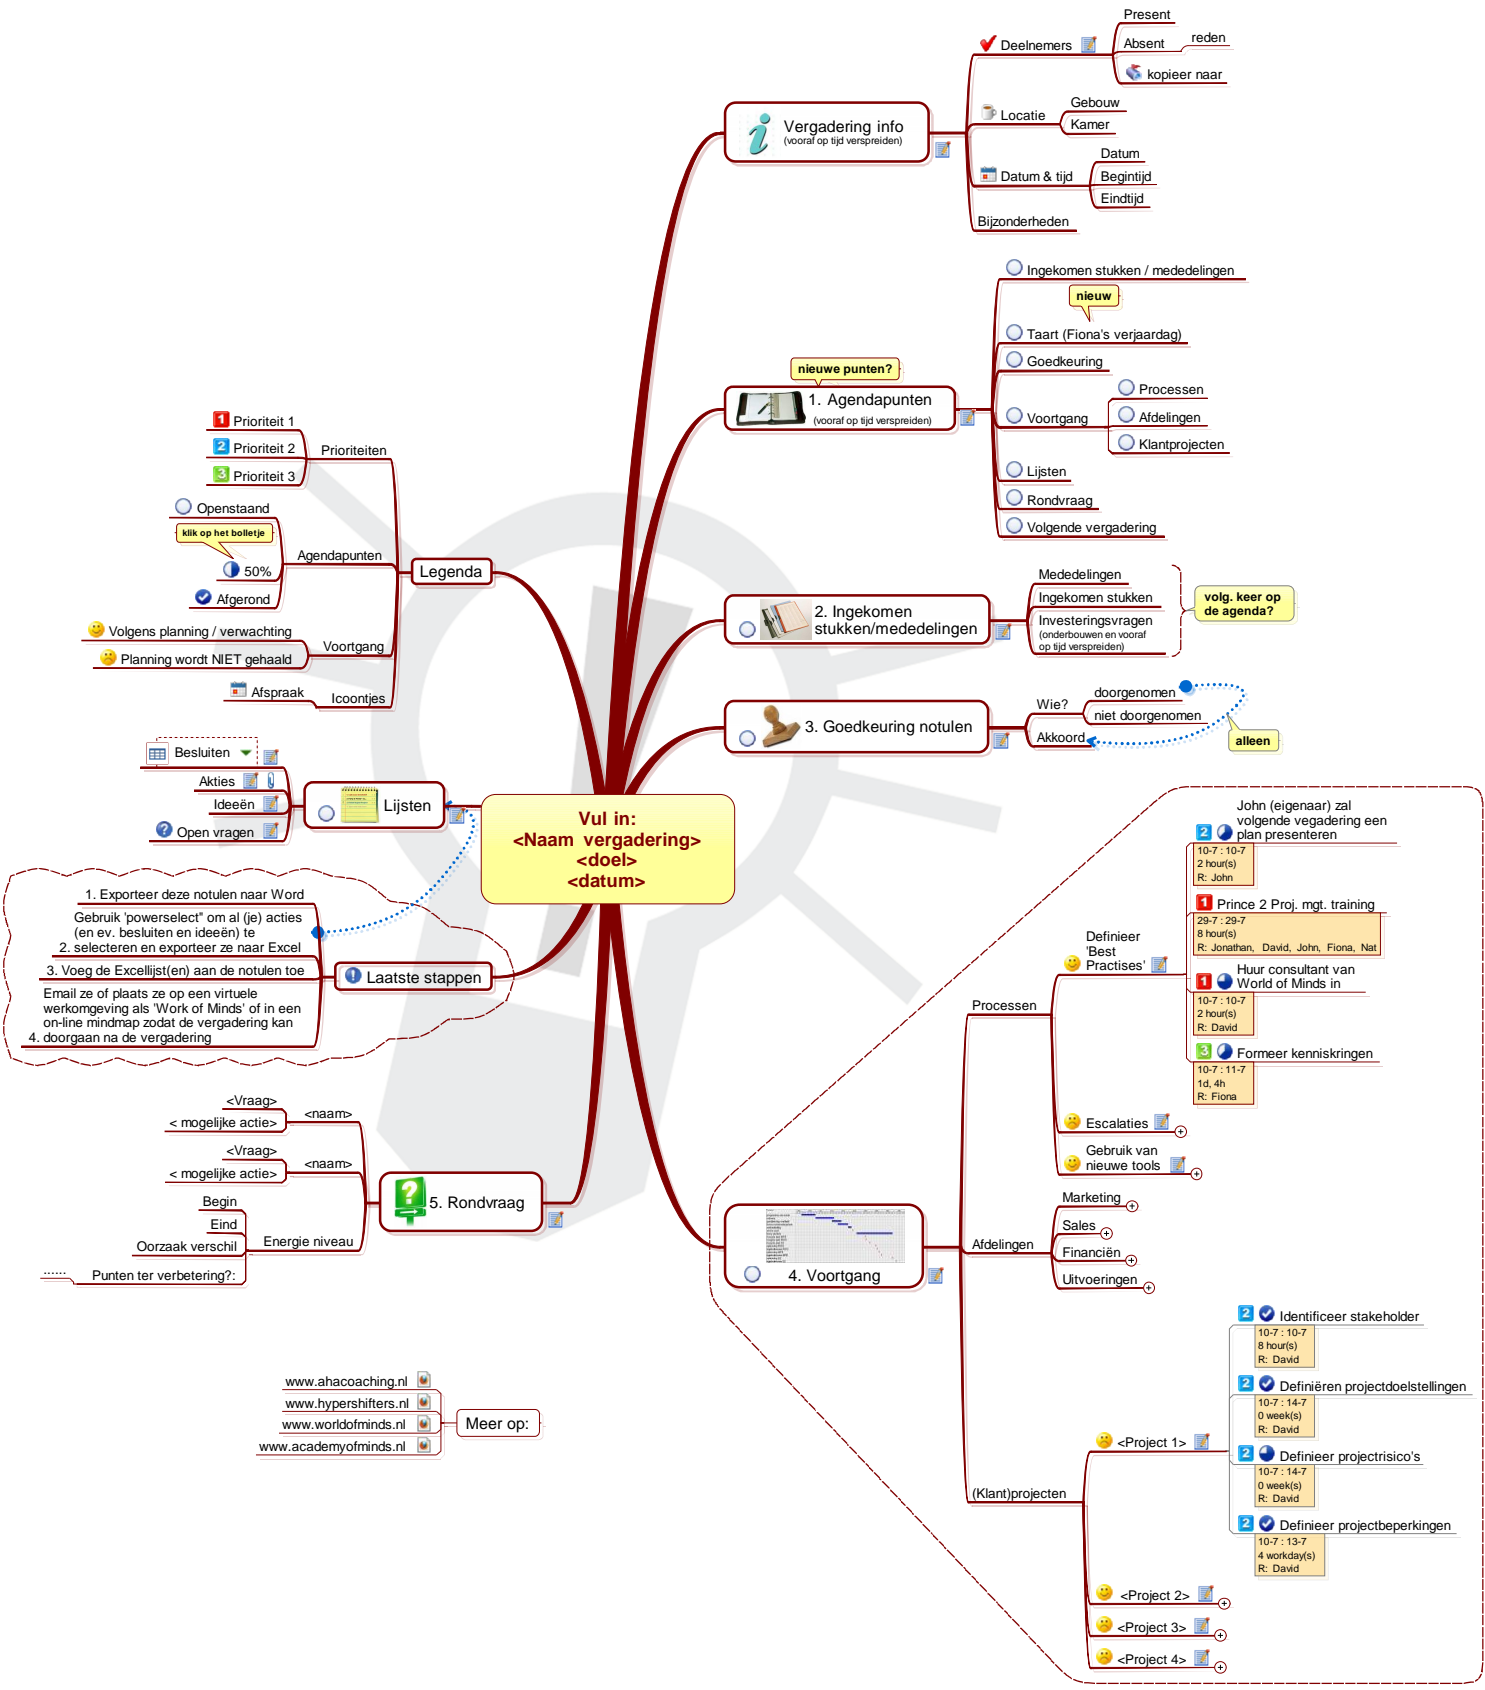 Vul in:
<Naam vergadering>
<doel>
<datum>
Vergadering info
(vooraf op tijd verspreiden)
Deelnemers
Present
Absent
reden
kopieer naar
Locatie
Gebouw
Kamer
Datum & tijd
Datum
Begintijd
Eindtijd
Bijzonderheden
nieuwe punten?
1. Agendapunten
(vooraf op tijd verspreiden)
Ingekomen stukken / mededelingen
nieuw
Taart (Fiona's verjaardag)
Goedkeuring
Voortgang
Processen
Afdelingen
Klantprojecten
Lijsten
Rondvraag
Volgende vergadering
2. Ingekomen
stukken/mededelingen
Mededelingen
Ingekomen stukken
Investeringsvragen
(onderbouwen en vooraf
op tijd verspreiden)
volg. keer op
de agenda?
3. Goedkeuring notulen
Wie?
doorgenomen
niet doorgenomen
Akkoord
alleen
4. Voortgang
Processen
Definieer
'Best
Practises'
John (eigenaar) zal
volgende vegadering een
plan presenteren
10-7 : 10-7
2 hour(s)
R: John
Prince 2 Proj. mgt. training
29-7 : 29-7
8 hour(s)
R: Jonathan, David, John, Fiona, Nat
Huur consultant van
World of Minds in
10-7 : 10-7
2 hour(s)
R: David
Formeer kenniskringen
10-7 : 11-7
1d, 4h
R: Fiona
Escalaties
Gebruik van
nieuwe tools
Afdelingen
Marketing
Sales
Financiën
Uitvoeringen
(Klant)projecten
<Project 1>
Identificeer stakeholder
10-7 : 10-7
8 hour(s)
R: David
Definiëren projectdoelstellingen
10-7 : 14-7
0 week(s)
R: David
Definieer projectrisico's
10-7 : 14-7
0 week(s)
R: David
Definieer projectbeperkingen
10-7 : 13-7
4 workday(s)
R: David
<Project 2>
<Project 3>
<Project 4>
Legenda
Prioriteiten
1 Prioriteit 1
2 Prioriteit 2
3 Prioriteit 3
Agendapunten
Openstaand
klik op het bolletje
50%
Afgerond
Voortgang
Volgens planning / verwachting
Planning wordt NIET gehaald
Icoontjes
Afspraak
Lijsten
Besluiten
Akties
Ideeën
Open vragen
Laatste stappen
1. Exporteer deze notulen naar Word
Gebruik 'powerselect" om al (je) acties
(en ev. besluiten en ideeën) te
2. selecteren en exporteer ze naar Excel
3. Voeg de Excellijst(en) aan de notulen toe
Email ze of plaats ze op een virtuele
werkomgeving als 'Work of Minds' of in een
on-line mindmap zodat de vergadering kan
4. doorgaan na de vergadering
5. Rondvraag
<naam>
<Vraag>
< mogelijke actie>
<naam>
<Vraag>
< mogelijke actie>
Energie niveau
Begin
Eind
Oorzaak verschil
Punten ter verbetering?:
......
Meer op:
www.ahacoaching.nl
www.hypershifters.nl
www.worldofminds.nl
www.academyofminds.nl